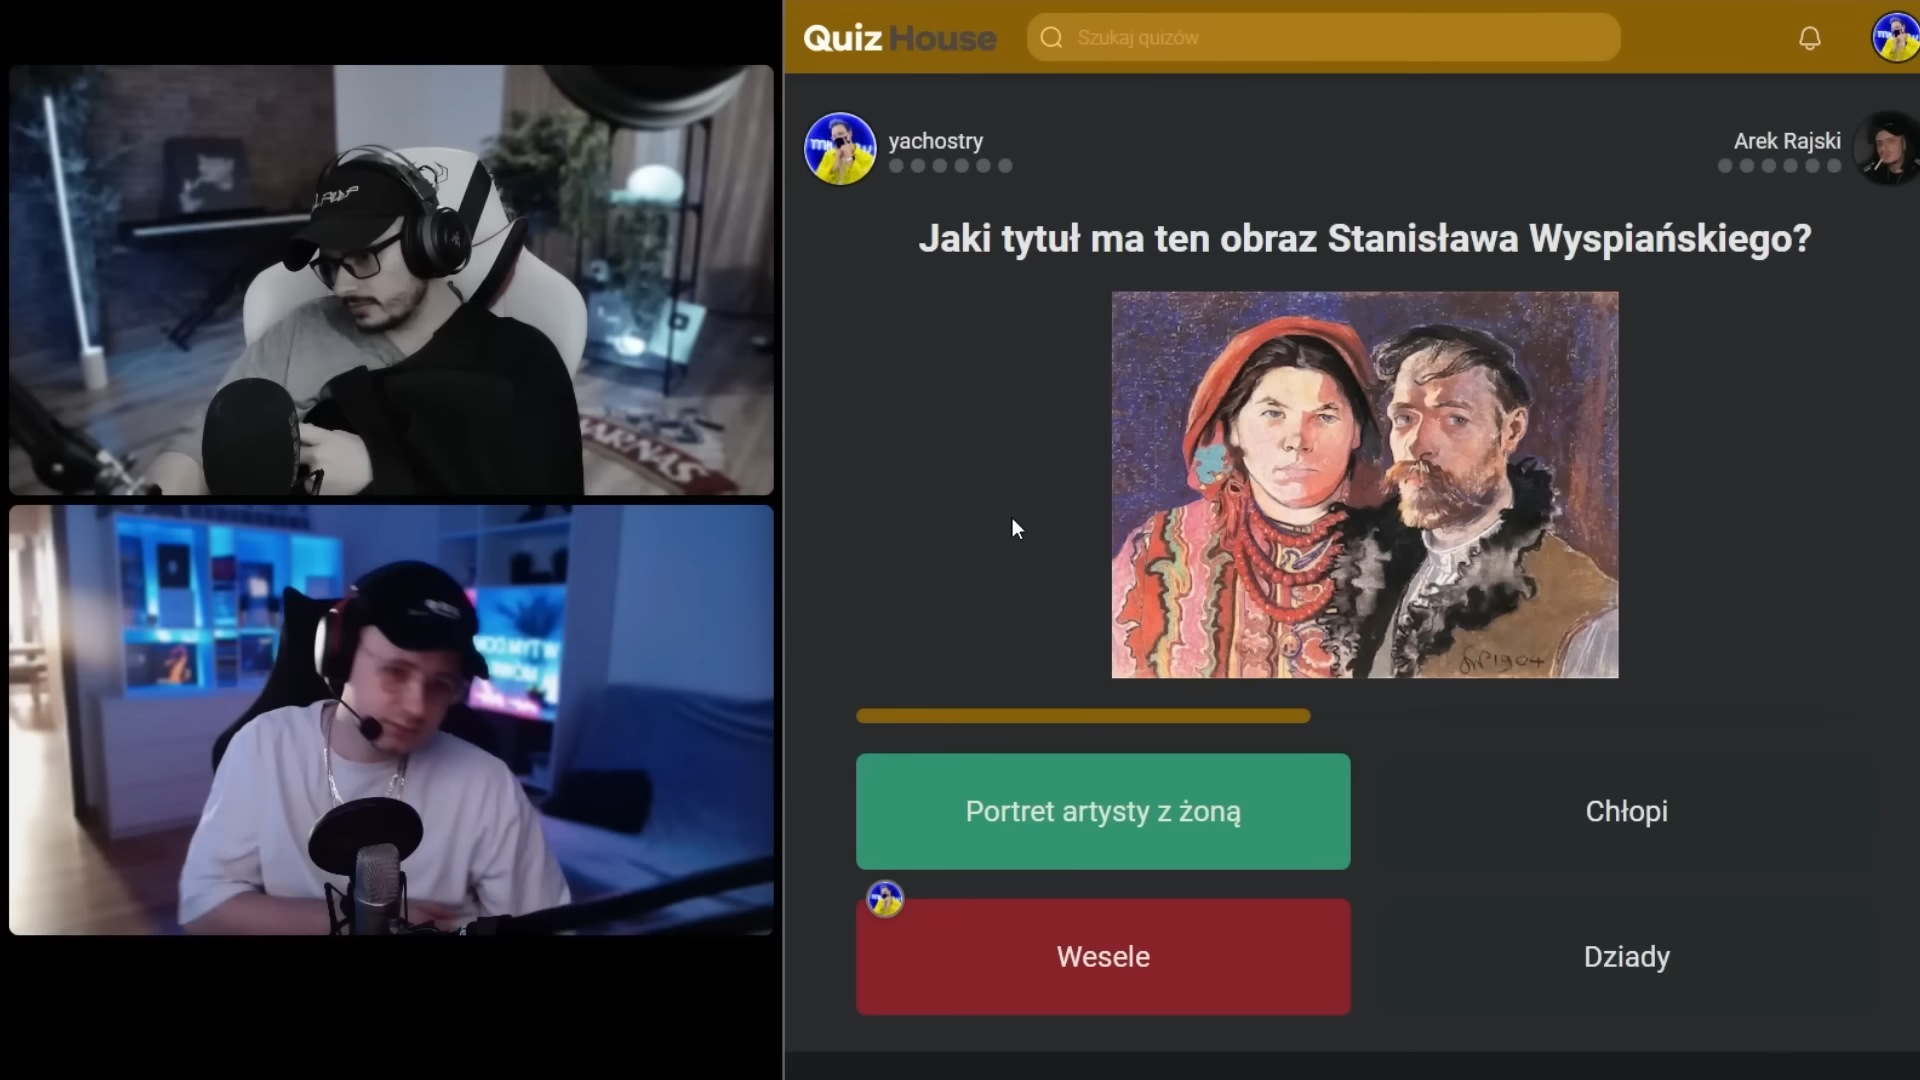 Quiz House
Szukaj quizów
yachostry
Arek Rajski
Jaki tytuł ma ten obraz Stanisława Wyspiańskiego?
1904
Portret artysty z żoną
Chłopi
Wesele
Dziady